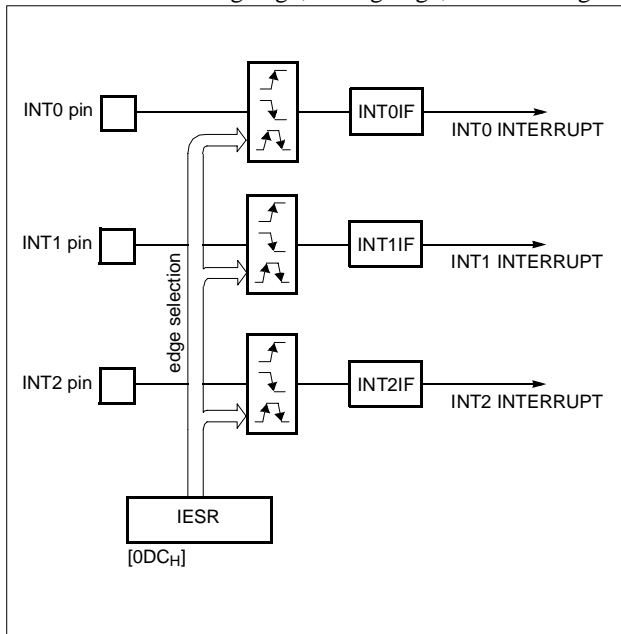 INT0 pin
INT0IF
INT0 INTERRUPT
INT1 pin
INT1IF
INT1 INTERRUPT
edge selection
INT2 pin
INT2IF
INT2 INTERRUPT
IESR
[0DCH]